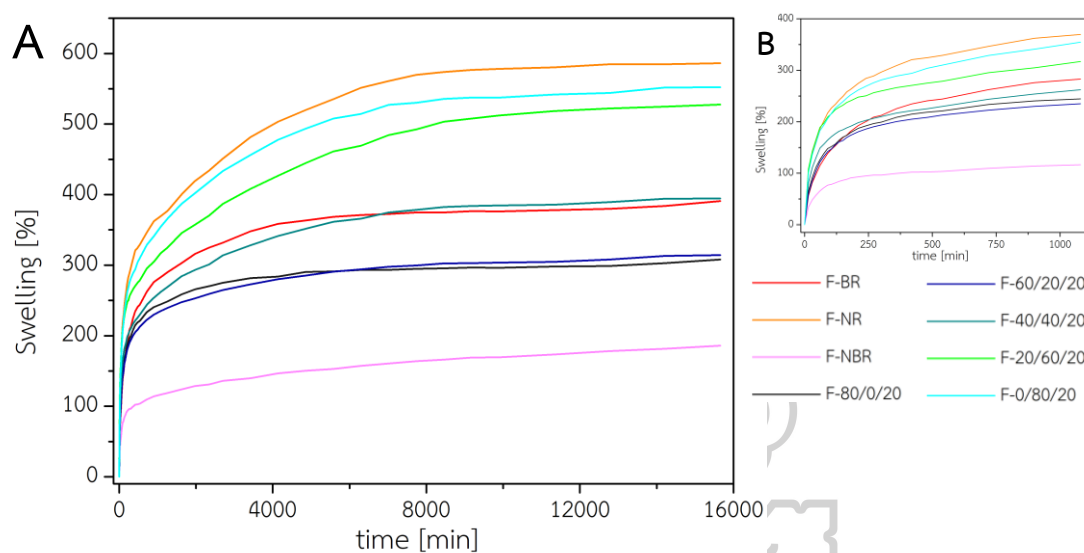 A
600
500
400
300
200
100
0
Swelling [%]
0 4000 8000 12000 16000
time [min]
B
400
300
200
100
0
Swelling [%]
0 250 500 750 1000
time [min]
F-BR F-60/20/20
F-NR F-40/40/20
F-NBR F-20/60/20
F-80/0/20 F-0/80/20